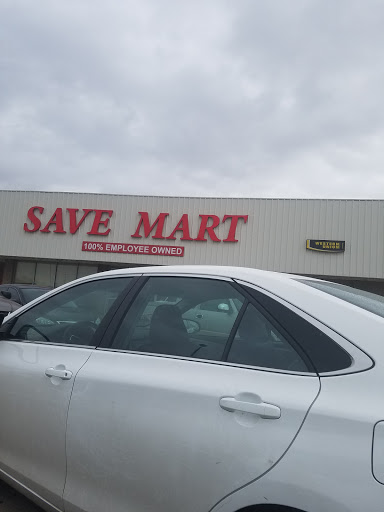 SAVE MART
100% EMPLOYEE OWNED
WESTERN
UNION